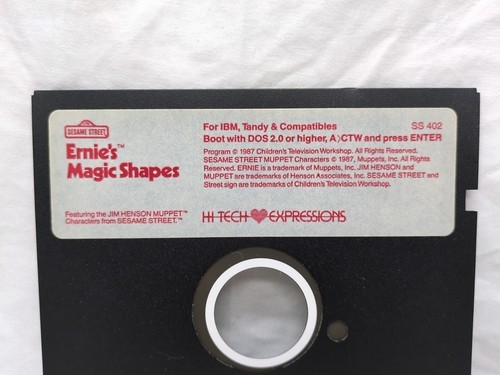 SESAME STREET
Ernie's™
Magic Shapes
Featuring the JIM HENSON MUPPET™
Characters from SESAME STREET.™
For IBM, Tandy & Compatibles
SS 402
Boot with DOS 2.0 or higher, A〉CTW and press ENTER
Program © 1987 Children's Television Workshop. All Rights Reserved.
SESAME STREET MUPPET Characters © 1987, Muppets, Inc. All Rights
Reserved. ERNIE is a trademark of Muppets, Inc. JIM HENSON and
MUPPET are trademarks of Henson Associates, Inc. SESAME STREET and
Street sign are trademarks of Children's Television Workshop.
HI TECH EXPRESSIONS